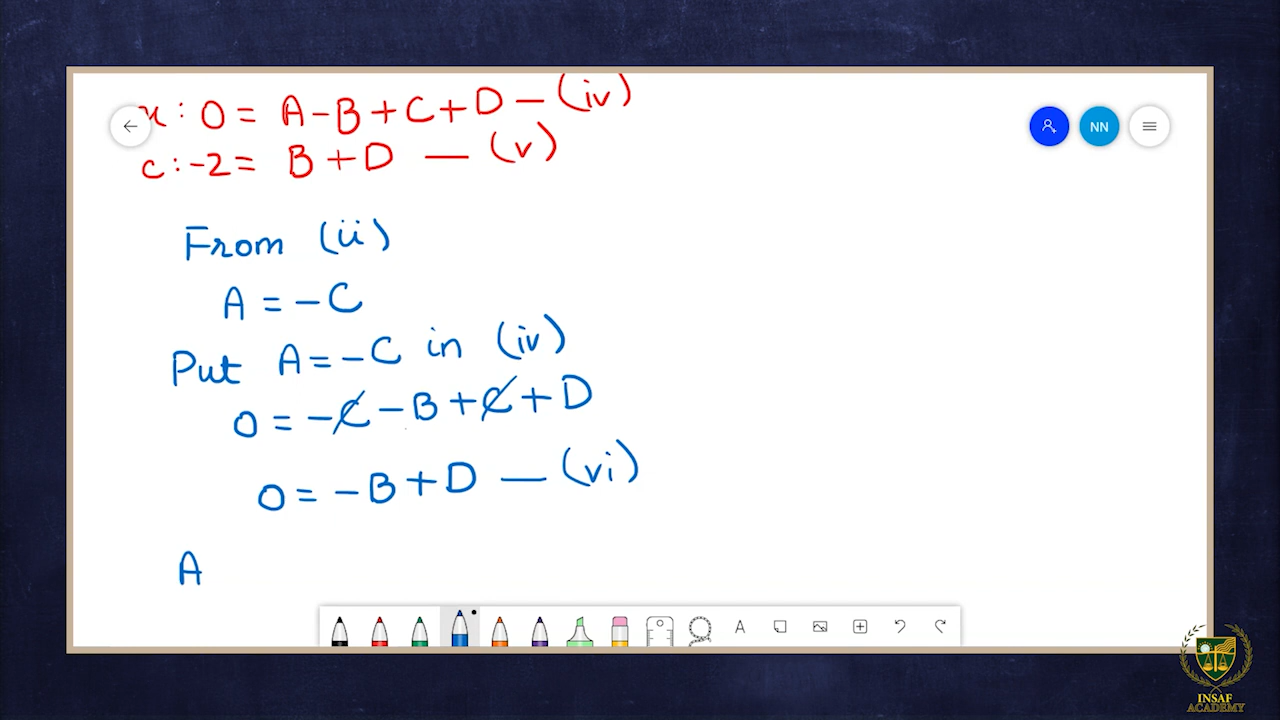 x : 0 = A - B + C + D — (iv)
c : -2 = B + D — (v)
NN
From (ii)
A = - C
Put A = - C in (iv)
0 = - C - B + C + D
0 = - B + D — (vi)
A
A
INSAF
ACADEMY